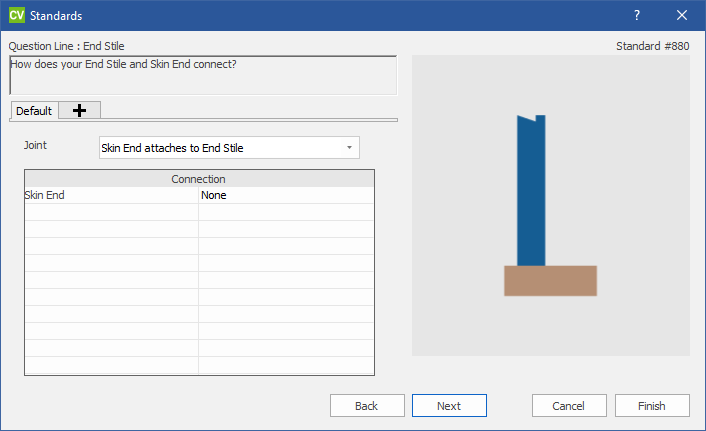 CV Standards ?
Question Line : End Stile Standard #880
How does your End Stile and Skin End connect?
Default
Joint Skin End attaches to End Stile
Connection
Skin End None
Back Next Cancel Finish